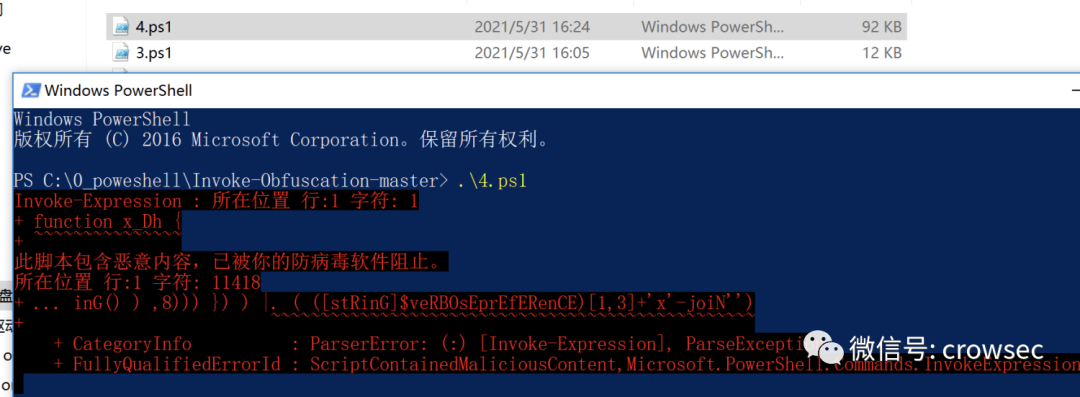 ve
4.ps1 2021/5/31 16:24 Windows PowerSh... 92 KB
3.ps1 2021/5/31 16:05 Windows PowerSh... 12 KB
Windows PowerShell
Windows PowerShell
版权所有 (C) 2016 Microsoft Corporation。保留所有权利。
PS C:\0_poweshell\Invoke-Obfuscation-master> .\4.ps1
Invoke-Expression : 所在位置 行:1 字符: 1
+ function x_Dh {
+ ~~~~~~~~~~~~~~~
此脚本包含恶意内容，已被你的防病毒软件阻止。
所在位置 行:1 字符: 11418
+ ... inG() ) ,8))) }) ) |. ( ([stRinG]$veRBOsEprEfERenCE)[1,3]+'x'-joiN'')
+ ~~~~~~~~~~~~~~~~~~~~~~~~~~~~~~~~~~~~~~~~~~~~~~~~
+ CategoryInfo : ParserError: (:) [Invoke-Expression], ParseExcepti
+ FullyQualifiedErrorId : ScriptContainedMaliciousContent,Microsoft.PowerShell.Commands.InvokeExpression
微信号: crowsec